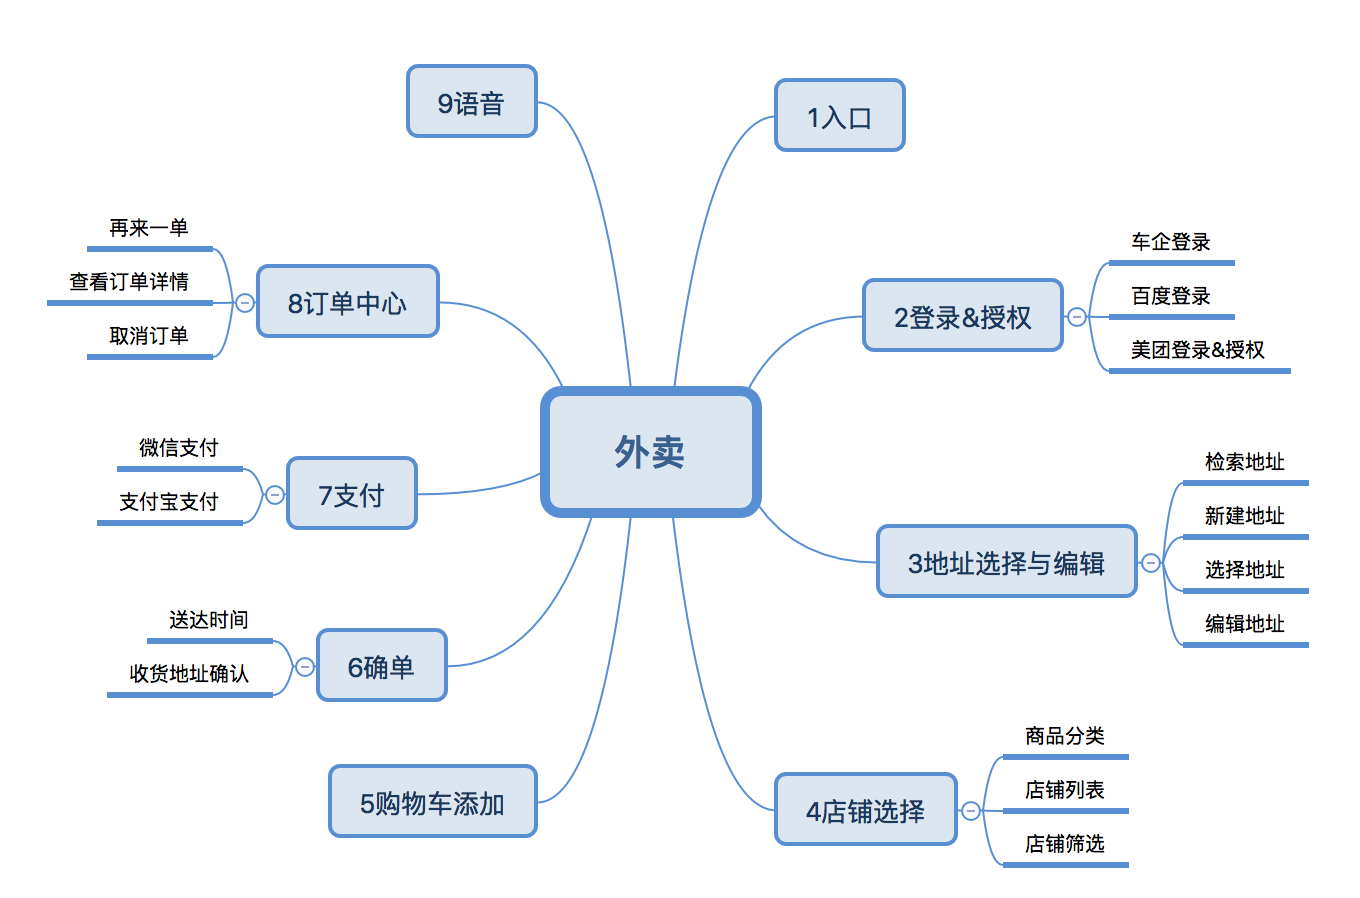 外卖
1入口
2登录&授权
车企登录
百度登录
美团登录&授权
3地址选择与编辑
检索地址
新建地址
选择地址
编辑地址
4店铺选择
商品分类
店铺列表
店铺筛选
5购物车添加
6确单
送达时间
收货地址确认
7支付
微信支付
支付宝支付
8订单中心
再来一单
查看订单详情
取消订单
9语音